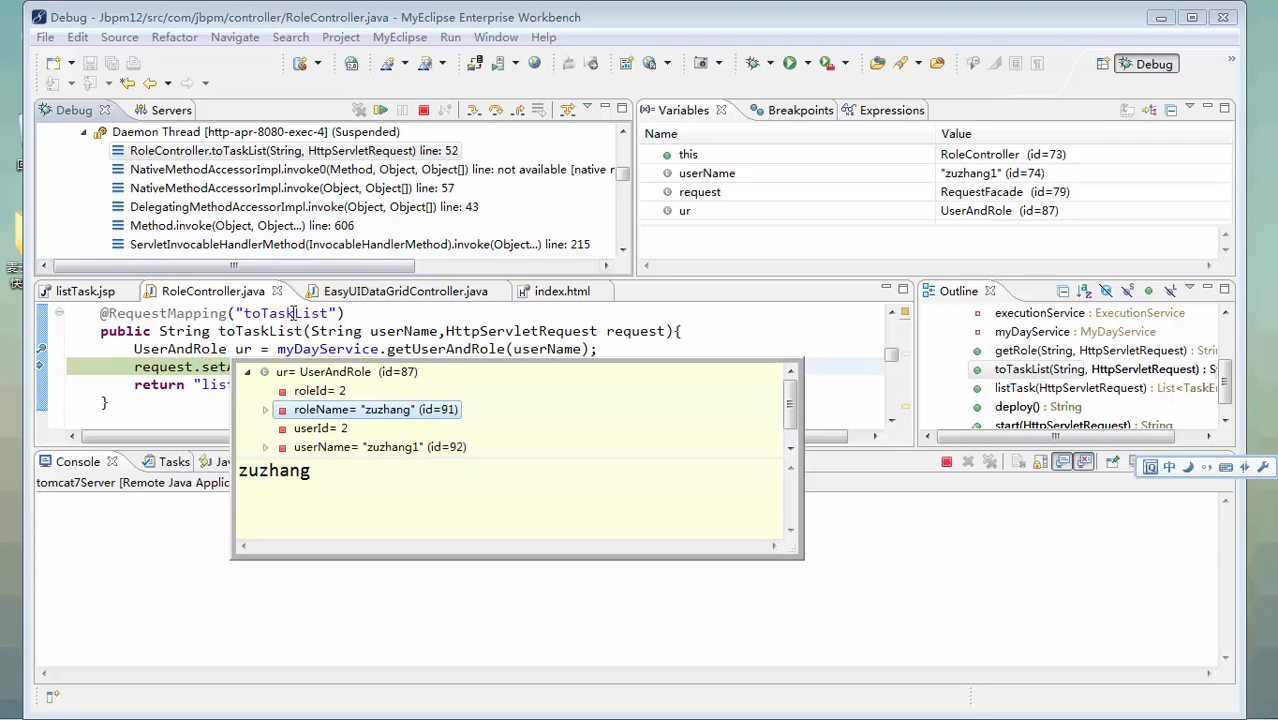 Debug - Jbpm12/src/com/jbpm/controller/RoleController.java - MyEclipse Enterprise Workbench
File Edit Source Refactor Navigate Search Project MyEclipse Run Window Help
Debug
Debug Servers
Daemon Thread [http-apr-8080-exec-4] (Suspended)
RoleController.toTaskList(String, HttpServletRequest) line: 52
NativeMethodAccessorImpl.invoke0(Method, Object, Object[]) line: not available [native r
NativeMethodAccessorImpl.invoke(Object, Object[]) line: 57
DelegatingMethodAccessorImpl.invoke(Object, Object[]) line: 43
Method.invoke(Object, Object...) line: 606
ServletInvocableHandlerMethod(InvocableHandlerMethod).invoke(Object...) line: 215
Variables Breakpoints Expressions
Name Value
this RoleController (id=73)
userName "zuzhang1" (id=74)
request RequestFacade (id=79)
ur UserAndRole (id=87)
listTask.jsp RoleController.java EasyUIDataGridController.java index.html
@RequestMapping("toTaskList")
public String toTaskList(String userName,HttpServletRequest request){
UserAndRole ur = myDayService.getUserAndRole(userName);
request.set
return "lis
}
ur= UserAndRole (id=87)
roleId= 2
roleName= "zuzhang" (id=91)
userId= 2
userName= "zuzhang1" (id=92)
zuzhang
Outline
executionService : ExecutionService
myDayService : MyDayService
getRole(String, HttpServletRequest) : S
toTaskList(String, HttpServletRequest) : S
listTask(HttpServletRequest) : List<TaskE
deploy() : String
start(HttpServletRequest) : String
Console Tasks Ja
tomcat7Server [Remote Java Applic
中